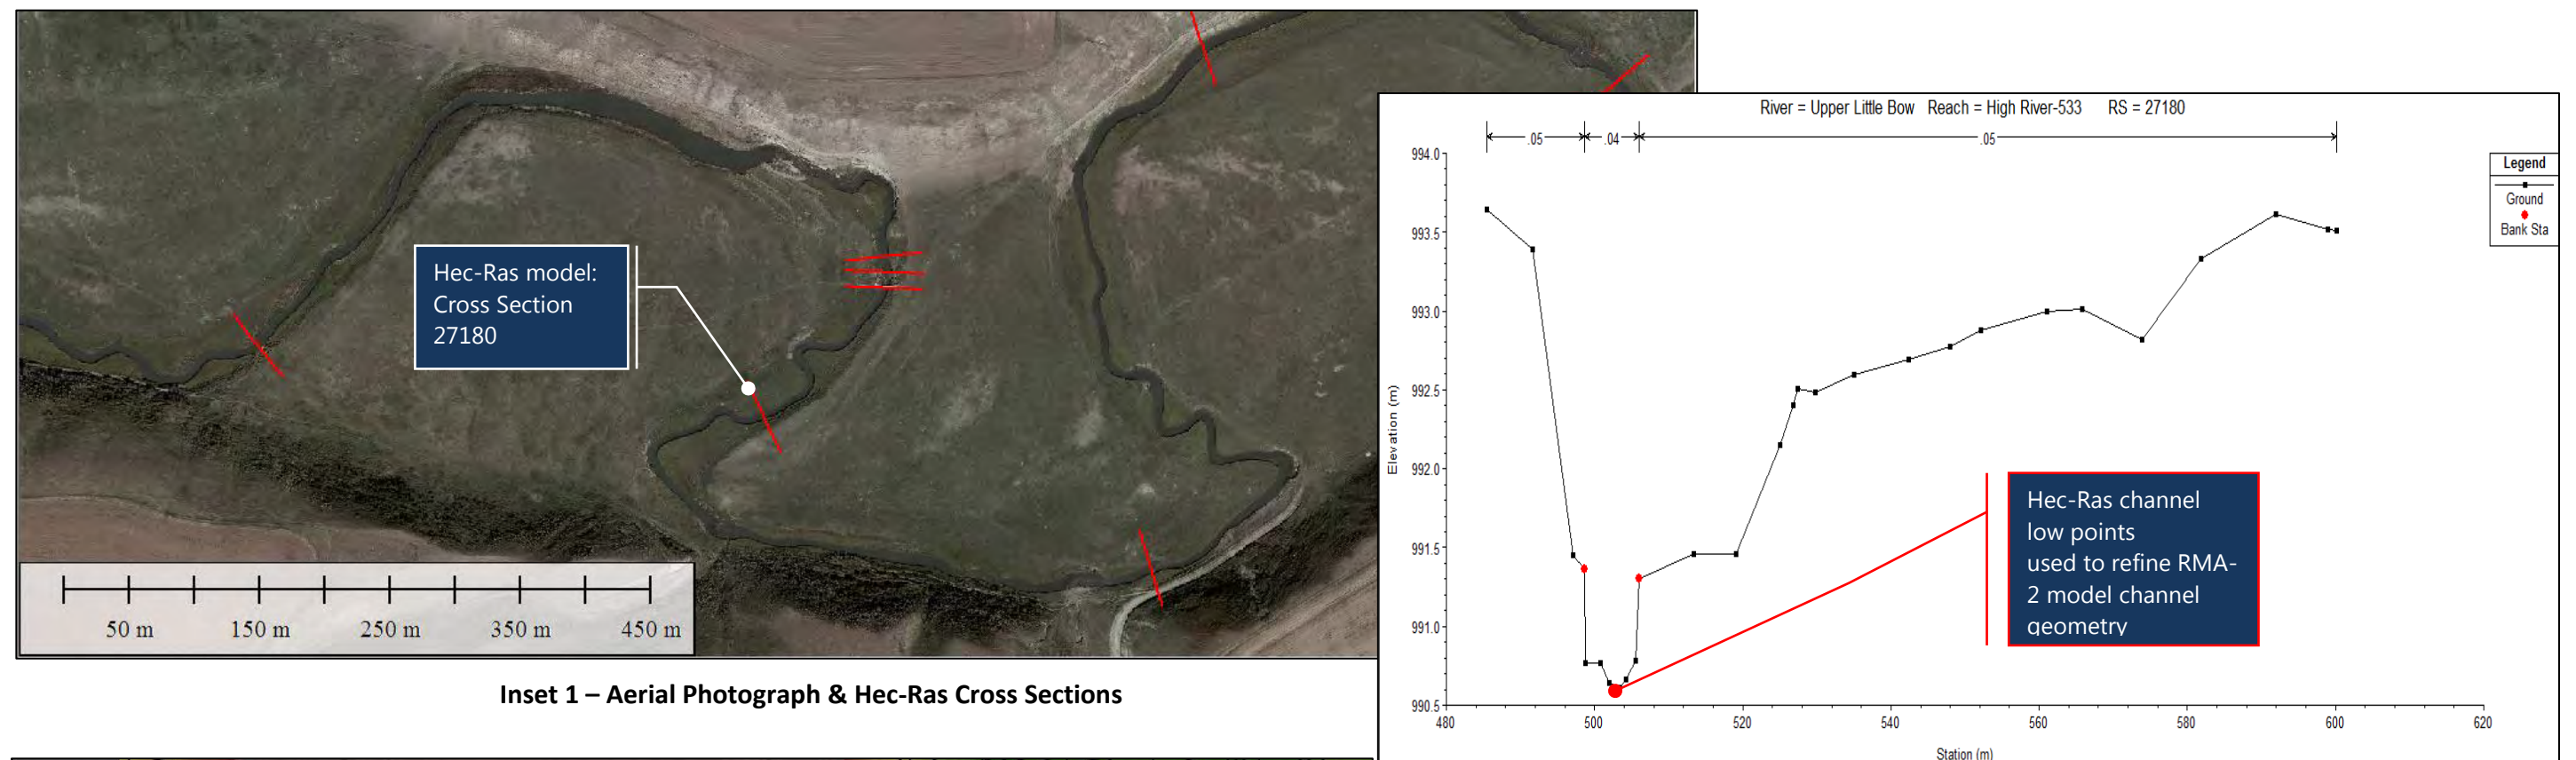 Hec-Ras model:
Cross Section
27180
50 m 150 m 250 m 350 m 450 m
Inset 1 – Aerial Photograph & Hec-Ras Cross Sections
River = Upper Little Bow Reach = High River-533 RS = 27180
.05 .04 .05
Legend
Ground
Bank Sta
994.0
993.5
993.0
992.5
992.0
991.5
991.0
990.5
Elevation (m)
Hec-Ras channel
low points
used to refine RMA-
2 model channel
geometry
480 500 520 540 560 580 600 620
Station (m)